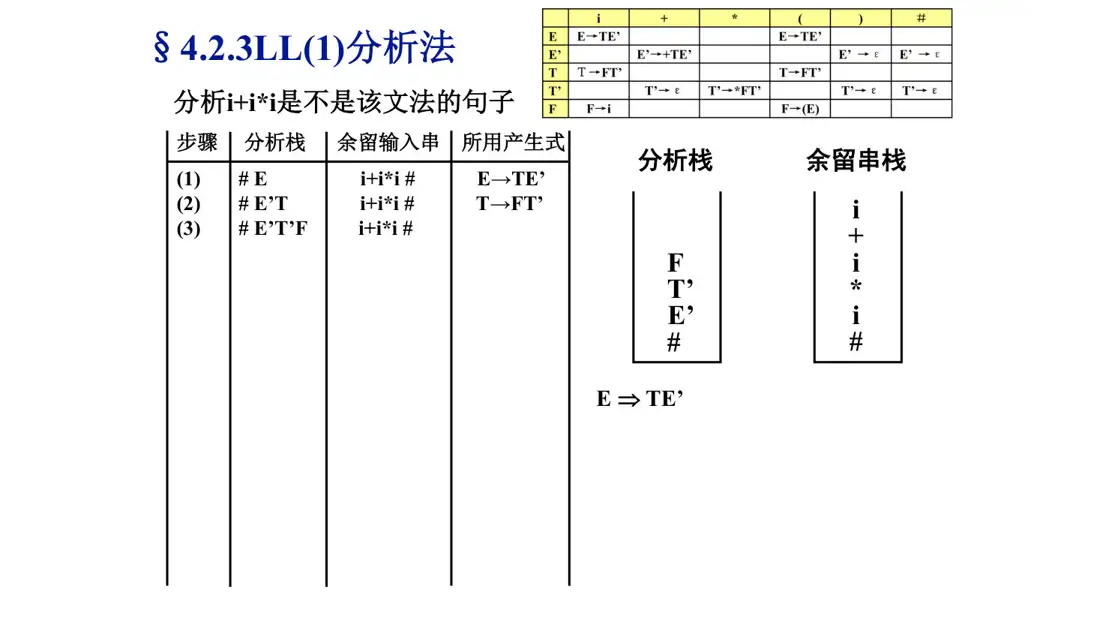 §4.2.3LL(1)分析法
分析i+i*i是不是该文法的句子
i + * ( ) #
E E→TE’ E→TE’
E’ E’→+TE’ E’→ε E’→ε
T T→FT’ T→FT’
T’ T’→ε T’→*FT’ T’→ε T’→ε
F F→i F→(E)
步骤 分析栈 余留输入串 所用产生式
(1) # E i+i*i # E→TE’
(2) # E’T i+i*i # T→FT’
(3) # E’T’F i+i*i #
分析栈
F
T’
E’
#
余留串栈
i
+
i
*
i
#
E ⇒ TE’